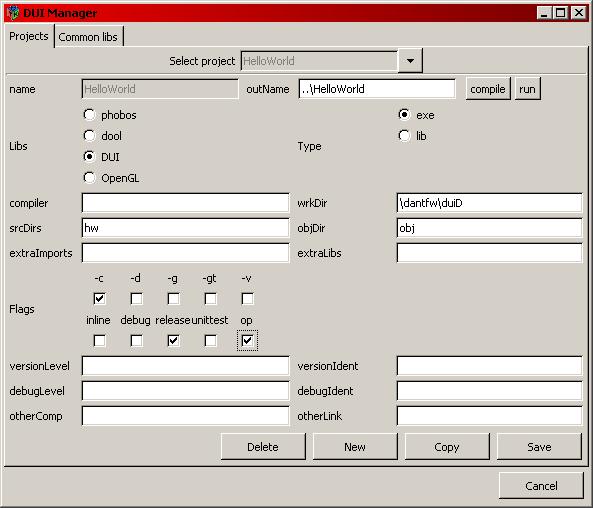 DUI Manager
Projects Common libs
Select project HelloWorld
name HelloWorld outName ..\HelloWorld compile run
Libs
phobos
dool
DUI
OpenGL
Type
exe
lib
compiler wrkDir \dantfw\duiD
srcDirs hw objDir obj
extraImports extraLibs
Flags
-c -d -g -gt -v
inline debug release unittest op
versionLevel versionIdent
debugLevel debugIdent
otherComp otherLink
Delete New Copy Save
Cancel